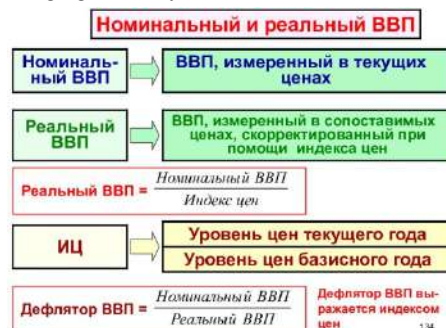 Номинальный и реальный ВВП
Номиналь-
ный ВВП
ВВП, измеренный в текущих
ценах
Реальный
ВВП
ВВП, измеренный в сопоставимых
ценах, скорректированный при
помощи индекса цен
Реальный ВВП = Номинальный ВВП
Индекс цен
ИЦ
Уровень цен текущего года
Уровень цен базисного года
Дефлятор ВВП = Номинальный ВВП
Реальный ВВП
Дефлятор ВВП вы-
ражается индексом
цен